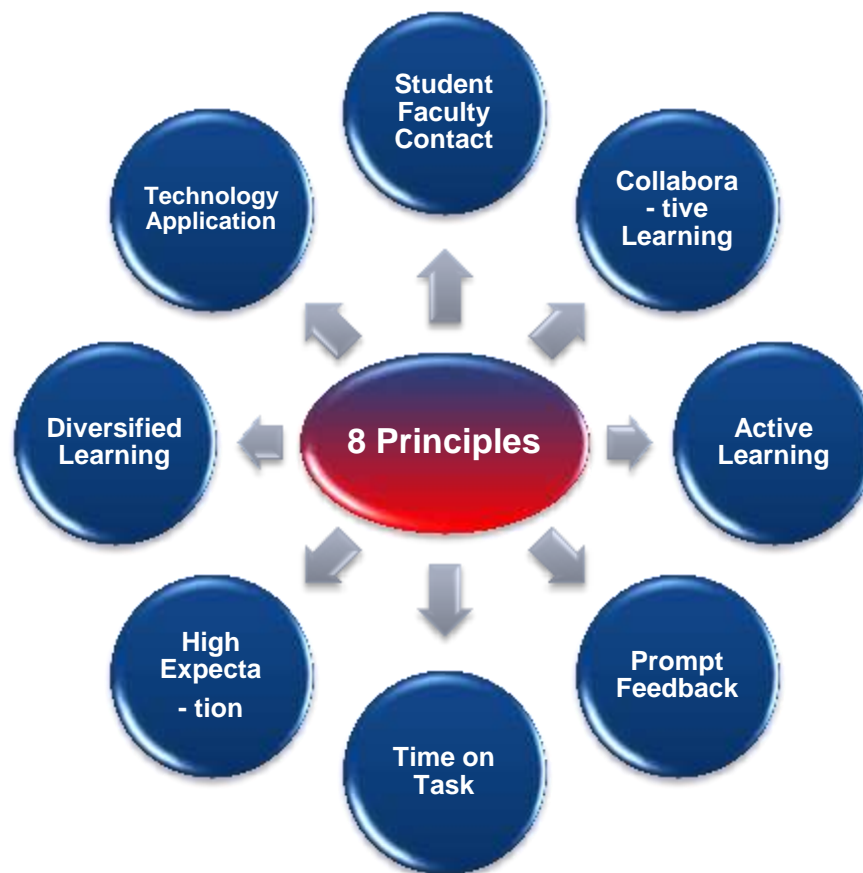 Student
Faculty
Contact
Collabora
- tive
Learning
Active
Learning
Prompt
Feedback
Time on
Task
High
Expecta
- tion
Diversified
Learning
Technology
Application
8 Principles